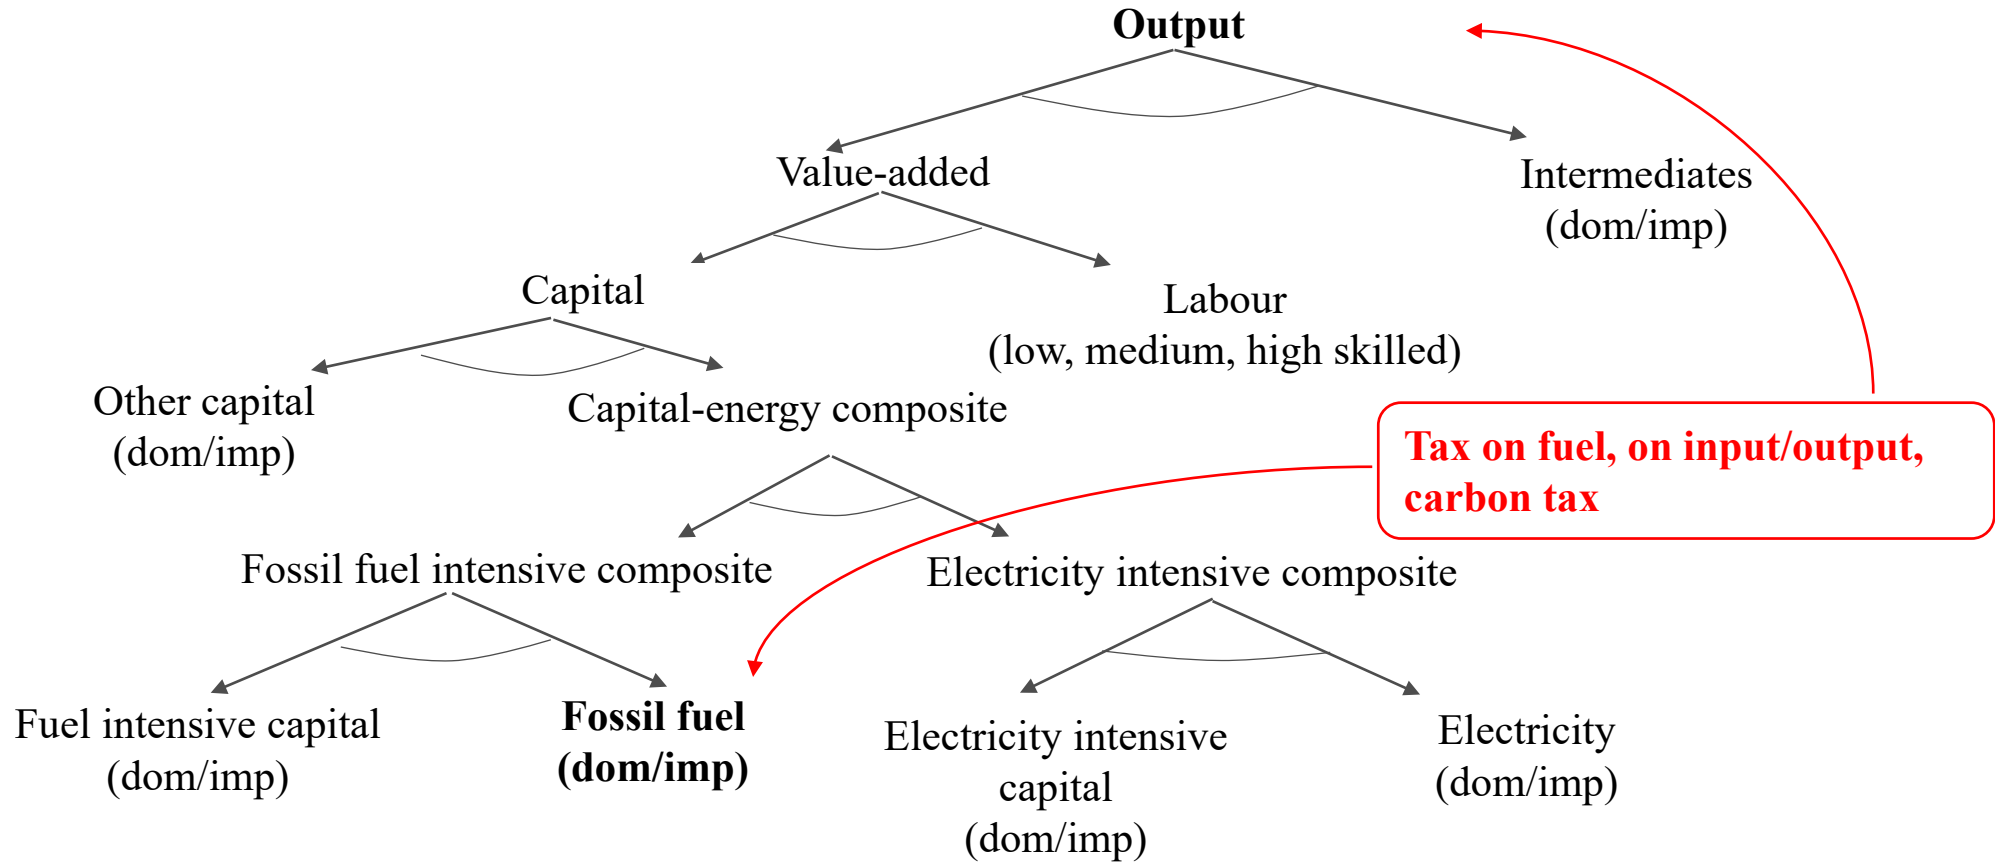 Output
Value-added
Intermediates
(dom/imp)
Capital
Labour
(low, medium, high skilled)
Other capital
(dom/imp)
Capital-energy composite
Tax on fuel, on input/output,
carbon tax
Fossil fuel intensive composite
Electricity intensive composite
Fuel intensive capital
(dom/imp)
Fossil fuel
(dom/imp)
Electricity intensive
capital
(dom/imp)
Electricity
(dom/imp)